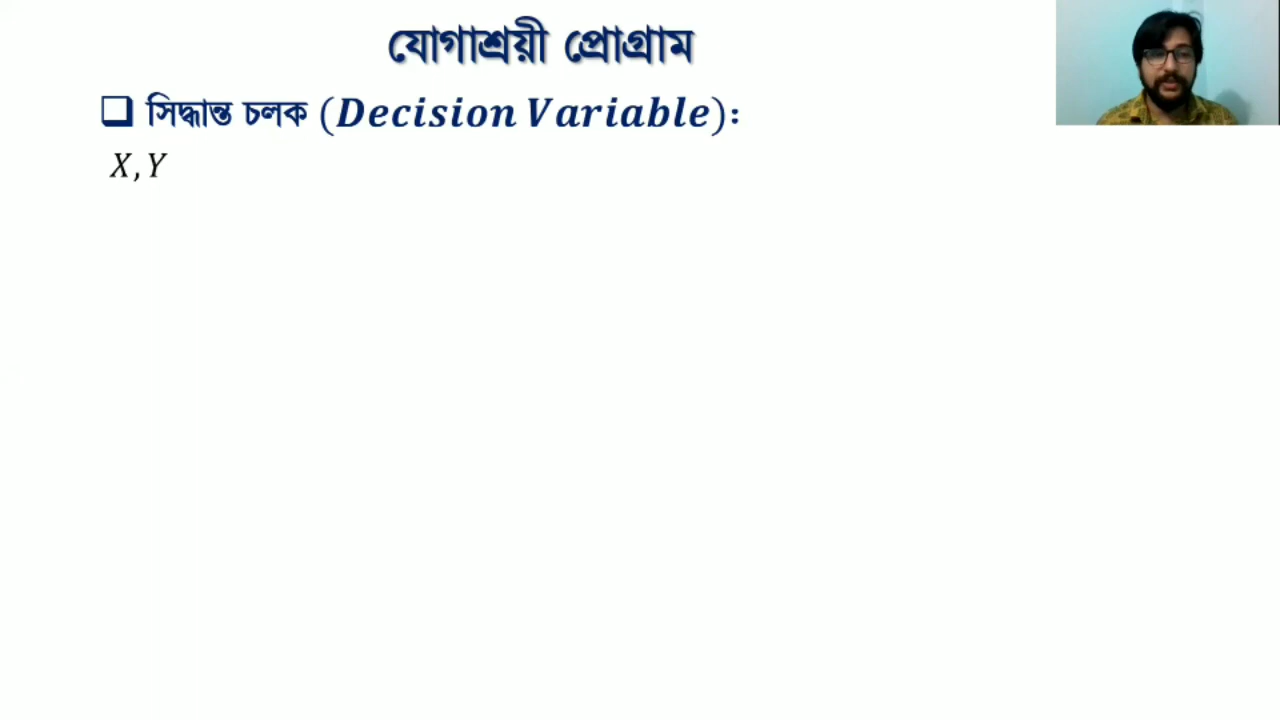 যোগাশ্রয়ী প্রোগ্রাম
❑ সিদ্ধান্ত চলক (Decision Variable):
X, Y